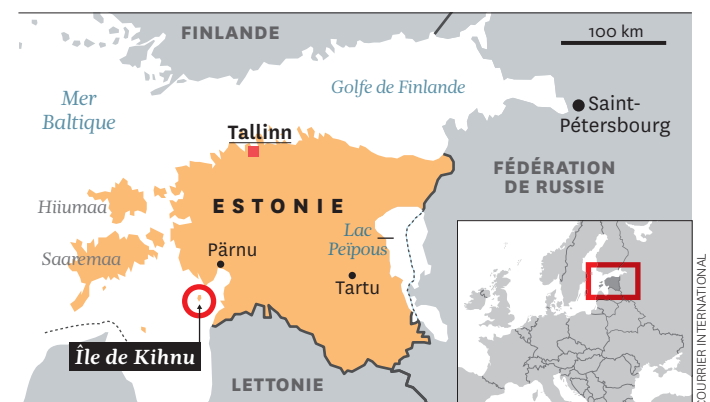 FINLANDE
100 km
Golfe de Finlande
Mer
Baltique
Saint-
Pétersbourg
Tallinn
FÉDÉRATION
DE RUSSIE
Hiiumaa
ESTONIE
Lac
Peïpous
Saaremaa
Pärnu
Tartu
Île de Kihnu
LETTONIE
COURRIER INTERNATIONAL